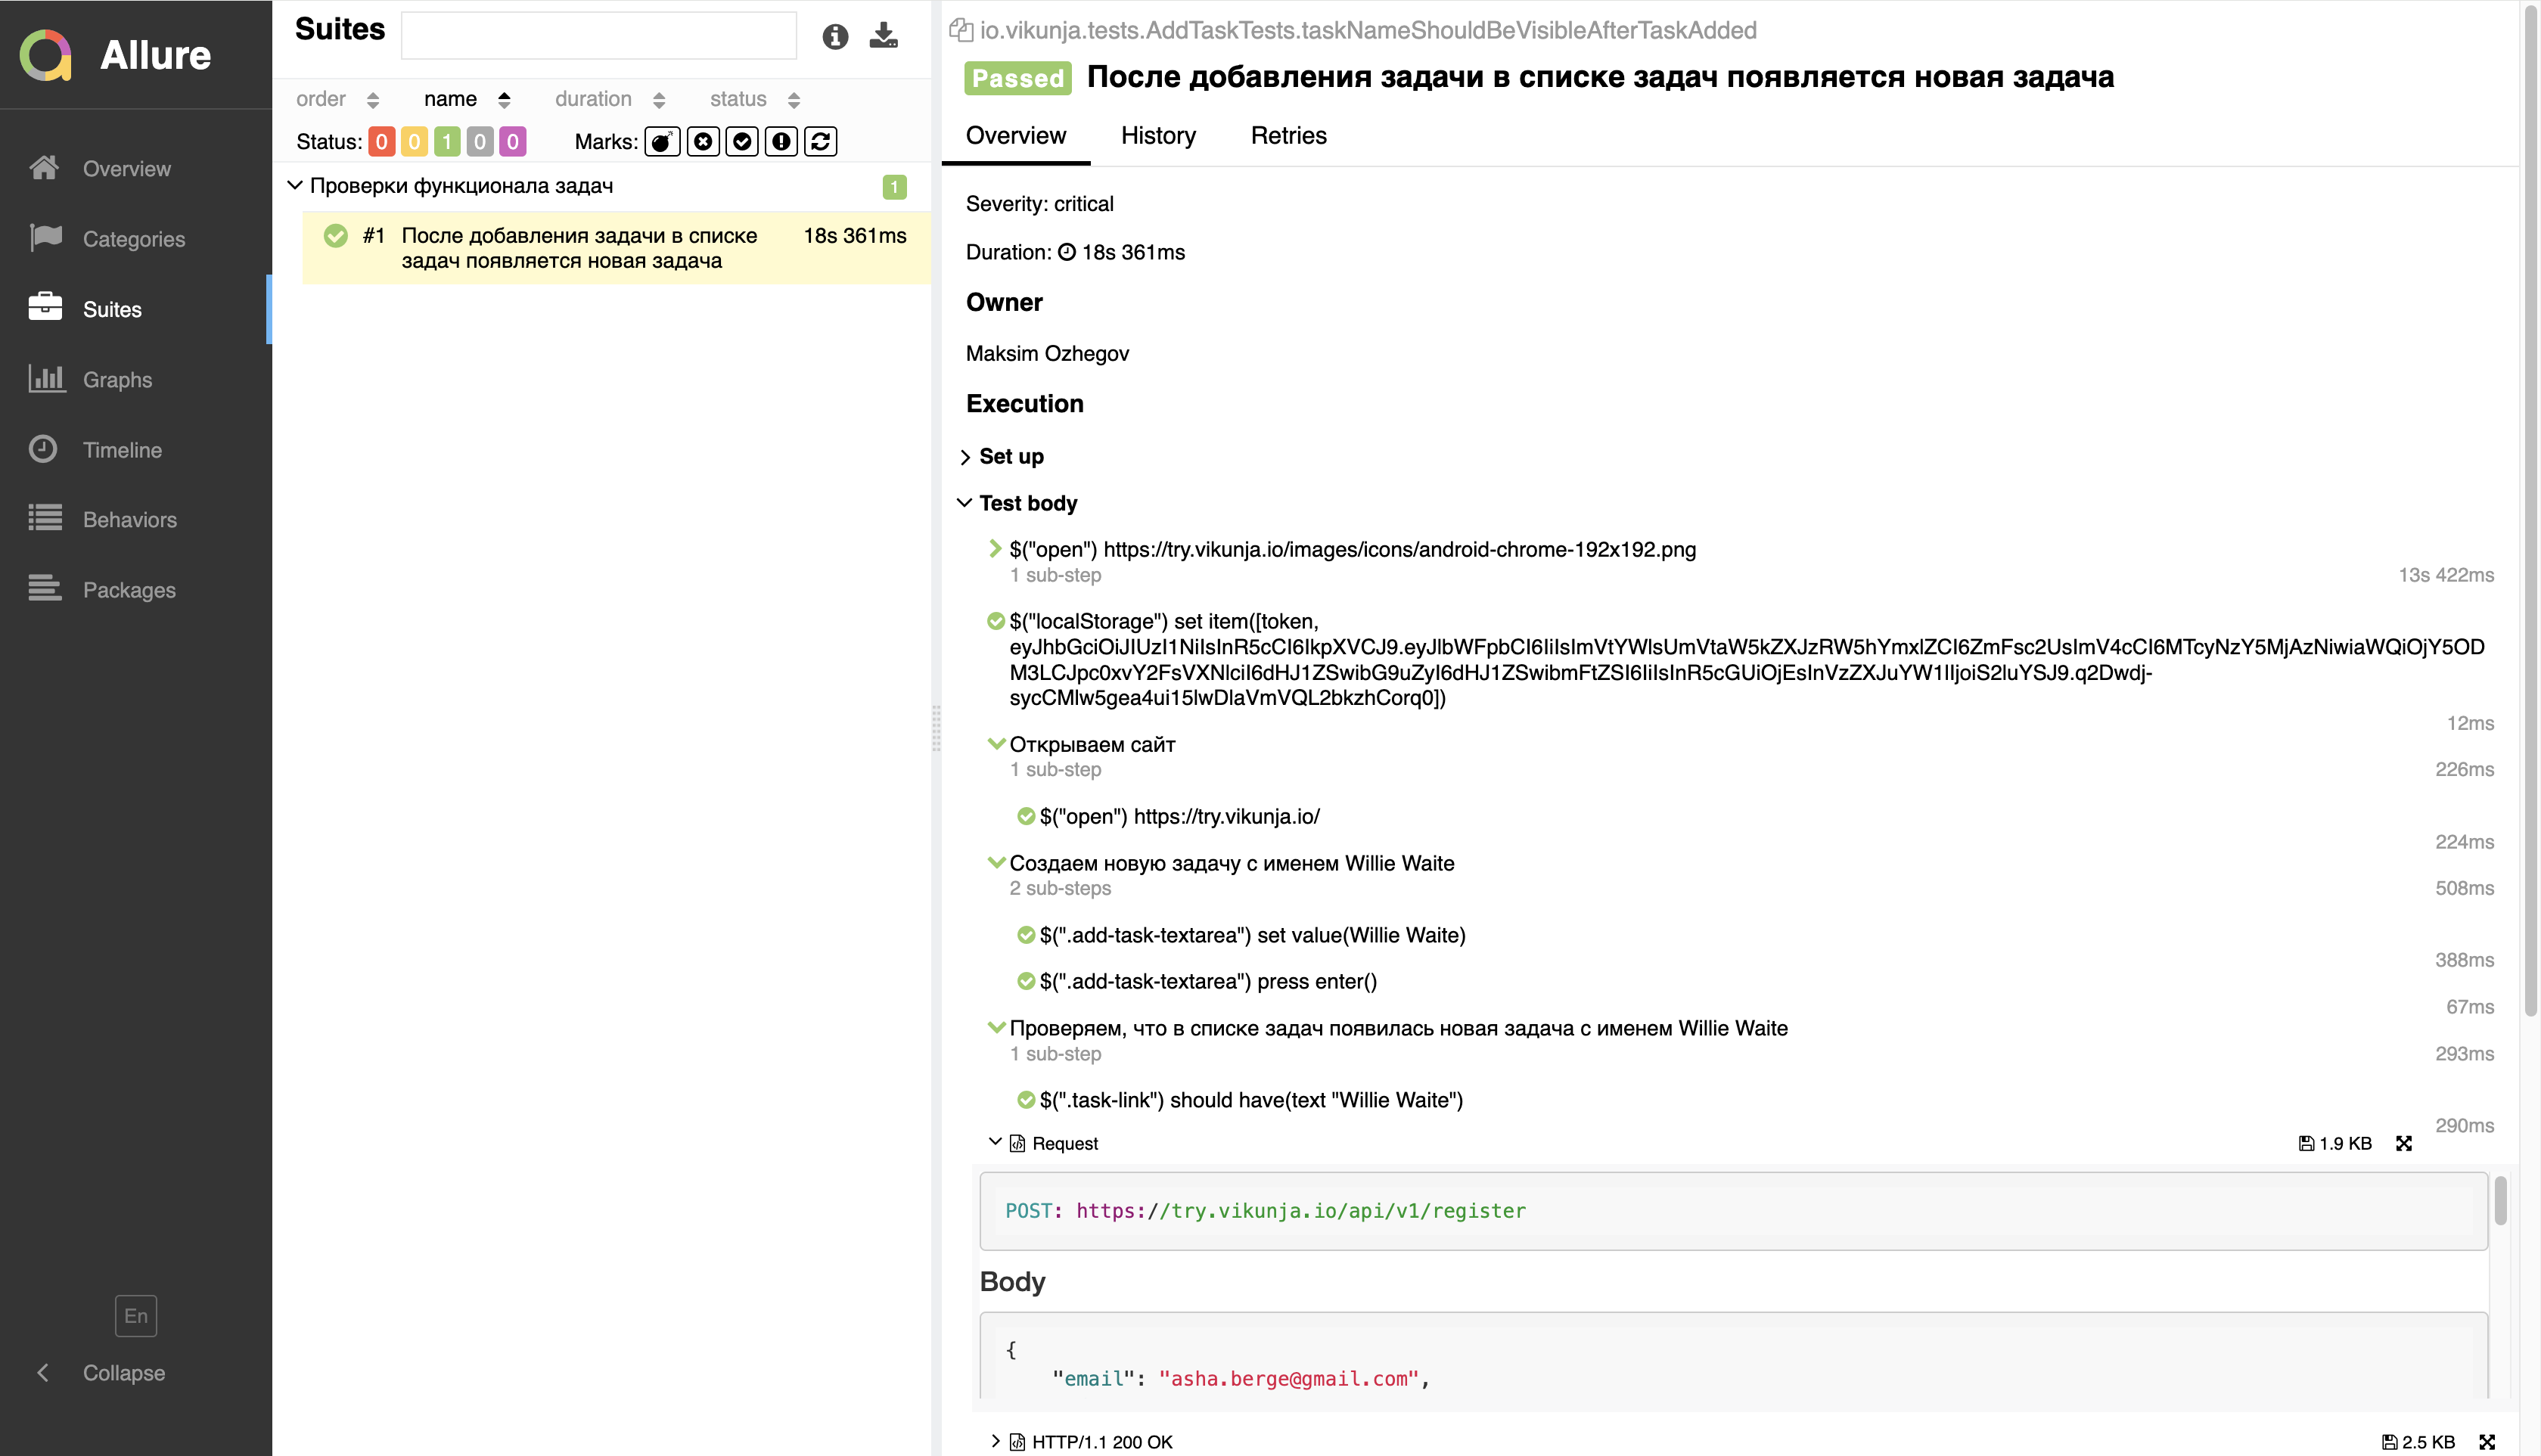 Allure
Overview
Categories
Suites
Graphs
Timeline
Behaviors
Packages
En
Collapse
Suites
order name duration status
Status: 0 0 1 0 0 Marks:
Проверки функционала задач 1
#1 После добавления задачи в списке 18s 361ms
задач появляется новая задача
io.vikunja.tests.AddTaskTests.taskNameShouldBeVisibleAfterTaskAdded
Passed После добавления задачи в списке задач появляется новая задача
Overview History Retries
Severity: critical
Duration: 18s 361ms
Owner
Maksim Ozhegov
Execution
Set up
Test body
$("open") https://try.vikunja.io/images/icons/android-chrome-192x192.png
1 sub-step 13s 422ms
$("localStorage") set item([token,
eyJhbGciOiJIUzI1NiIsInR5cCI6IkpXVCJ9.eyJlbWFpbCI6IiIsImVtYWlsUmVtaW5kZXJzRW5hYmxlZCI6ZmFsc2UsImV4cCI6MTcyNzY5MjAzNiwiaWQiOjY5OD
M3LCJpc0xvY2FsVXNlciI6dHJ1ZSwibG9uZyI6dHJ1ZSwibmFtZSI6IiIsInR5cGUiOjEsInVzZXJuYW1lIjoiS2luYSJ9.q2Dwdj-
sycCMlw5gea4ui15lwDlaVmVQL2bkzhCorq0])
12ms
Открываем сайт
1 sub-step 226ms
$("open") https://try.vikunja.io/
224ms
Создаем новую задачу с именем Willie Waite
2 sub-steps 508ms
$(".add-task-textarea") set value(Willie Waite)
388ms
$(".add-task-textarea") press enter()
67ms
Проверяем, что в списке задач появилась новая задача с именем Willie Waite
1 sub-step 293ms
$(".task-link") should have(text "Willie Waite")
290ms
Request 1.9 KB
POST: https://try.vikunja.io/api/v1/register
Body
{
"email": "asha.berge@gmail.com",
HTTP/1.1 200 OK 2.5 KB